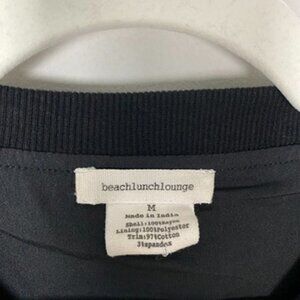 beachlunchlounge
M
Made in India
Shell:100%Rayon
Lining:100%Polyester
Trim:97%Cotton
3%spandex